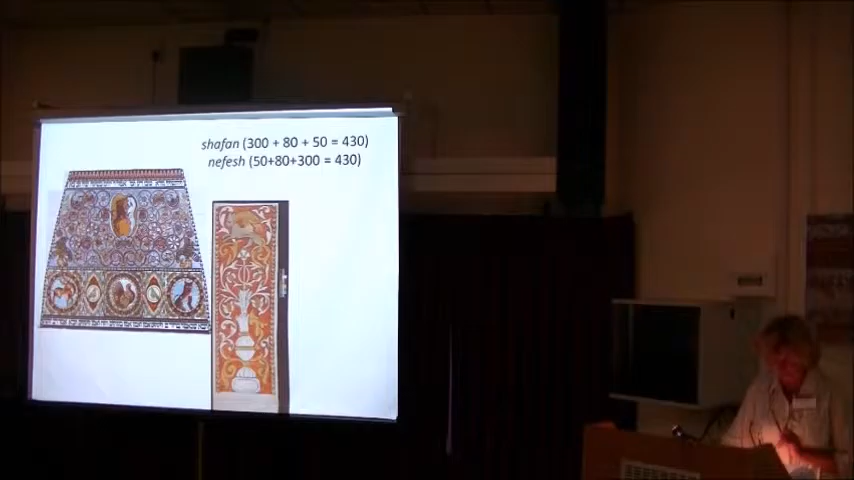 shafan (300 + 80 + 50 = 430)
nefesh (50+80+300 = 430)